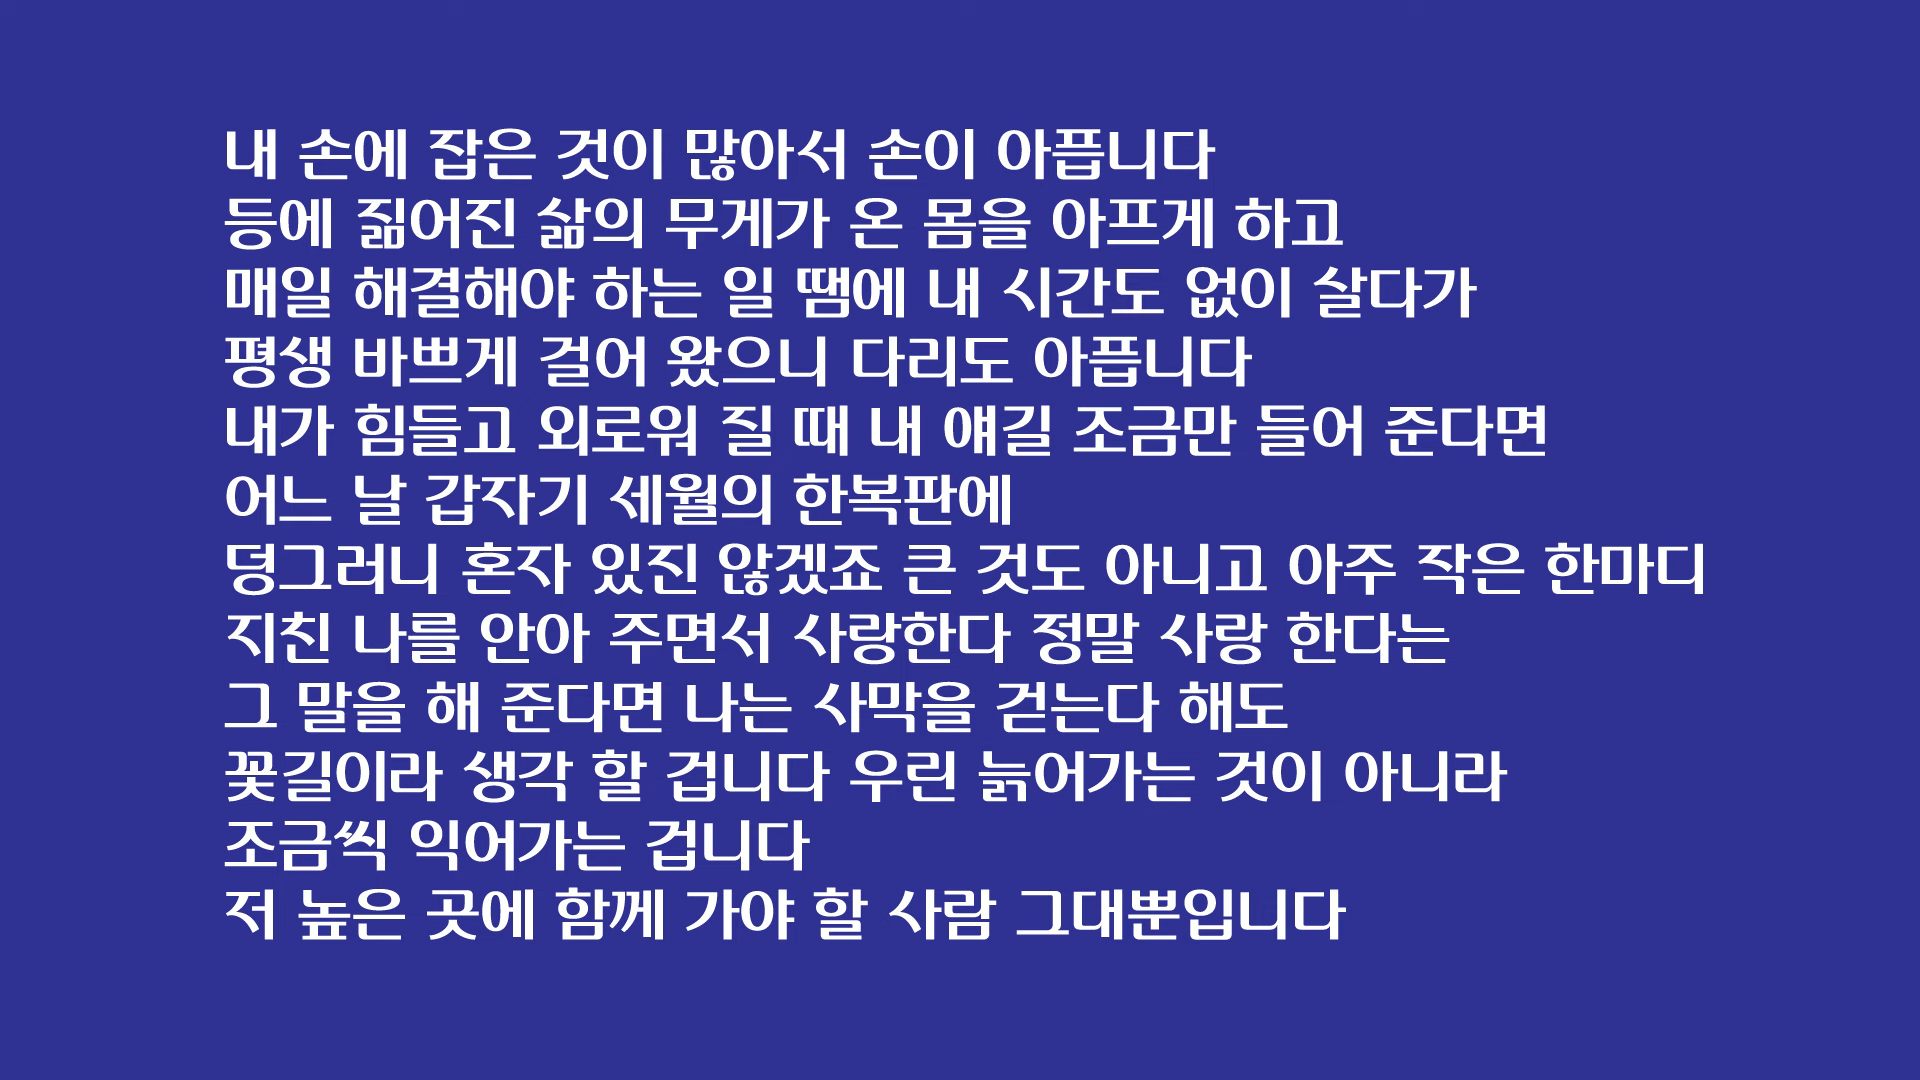 내 손에 잡은 것이 많아서 손이 아픕니다
등에 짊어진 삶의 무게가 온 몸을 아프게 하고
매일 해결해야 하는 일 땜에 내 시간도 없이 살다가
평생 바쁘게 걸어 왔으니 다리도 아픕니다
내가 힘들고 외로워 질 때 내 얘길 조금만 들어 준다면
어느 날 갑자기 세월의 한복판에
덩그러니 혼자 있진 않겠죠 큰 것도 아니고 아주 작은 한마디
지친 나를 안아 주면서 사랑한다 정말 사랑 한다는
그 말을 해 준다면 나는 사막을 걷는다 해도
꽃길이라 생각 할 겁니다 우린 늙어가는 것이 아니라
조금씩 익어가는 겁니다
저 높은 곳에 함께 가야 할 사람 그대뿐입니다